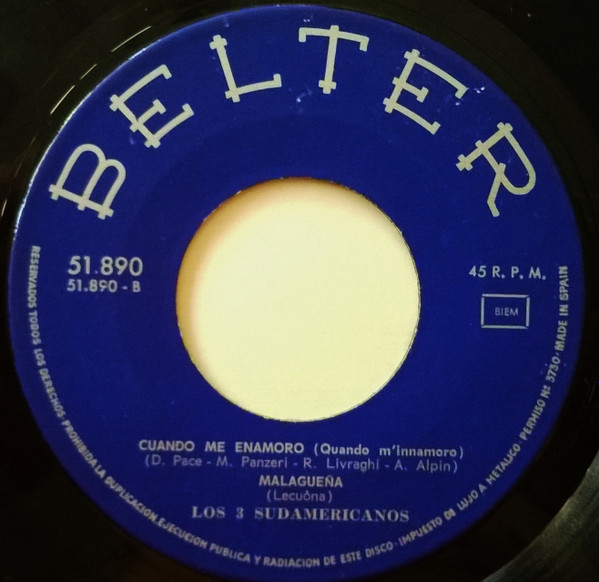 BELTER
51.890
51.890 - B
45 R. P. M.
BIEM
CUANDO ME ENAMORO (Quando m'Innamoro)
(D. Pace - M. Panzeri - R. Livraghi - A. Alpin)
MALAGUEÑA
(Lecuôna)
LOS 3 SUDAMERICANOS
RESERVADOS TODOS LOS DERECHOS · PROHIBIDA LA DUPLICACION, EJECUCION PUBLICA Y RADIACION DE ESTE DISCO · IMPUESTO DE LUJO A METALICO · PERMISO Nº 3730 · MADE IN SPAIN